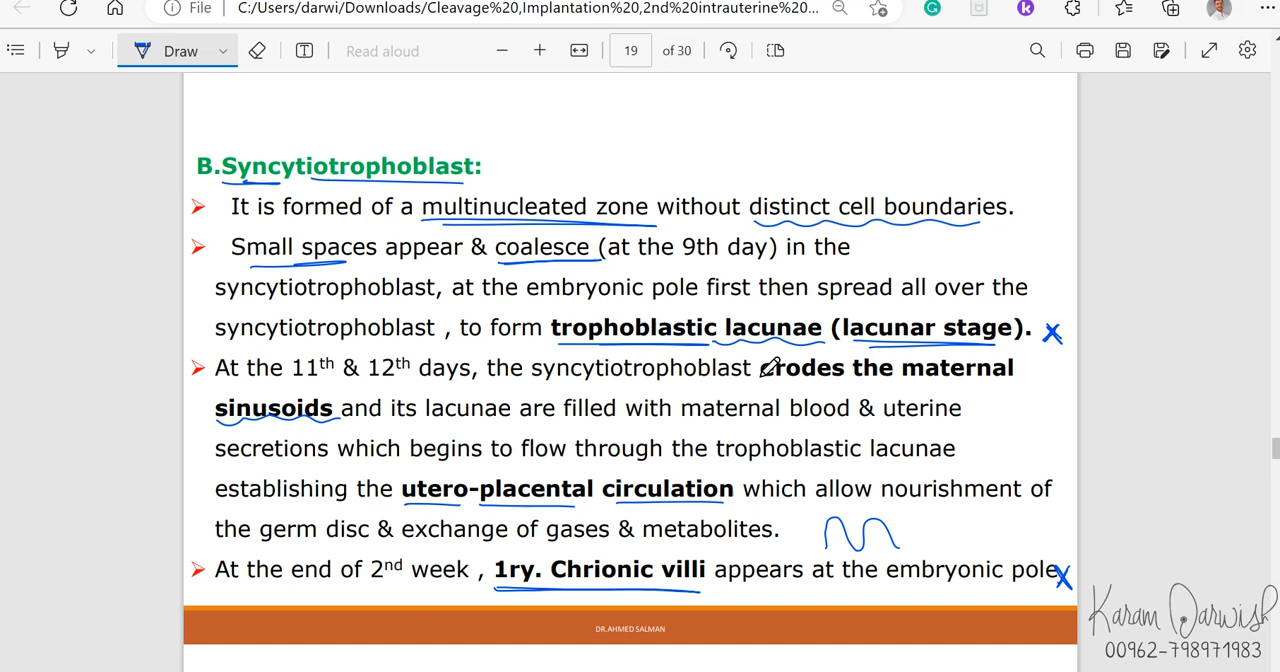 File
C:/Users/darwi/Downloads/Cleavage%20,Implantation%20,2nd%20intrauterine%20...
Draw
T
Read aloud
19
of 30
B.Syncytiotrophoblast:
It is formed of a multinucleated zone without distinct cell boundaries.
Small spaces appear & coalesce (at the 9th day) in the
syncytiotrophoblast, at the embryonic pole first then spread all over the
syncytiotrophoblast , to form trophoblastic lacunae (lacunar stage).
At the 11th & 12th days, the syncytiotrophoblast erodes the maternal
sinusoids and its lacunae are filled with maternal blood & uterine
secretions which begins to flow through the trophoblastic lacunae
establishing the utero-placental circulation which allow nourishment of
the germ disc & exchange of gases & metabolites.
At the end of 2nd week , 1ry. Chrionic villi appears at the embryonic pole
DR.AHMED SALMAN
Karam Darwish
00962-798971983